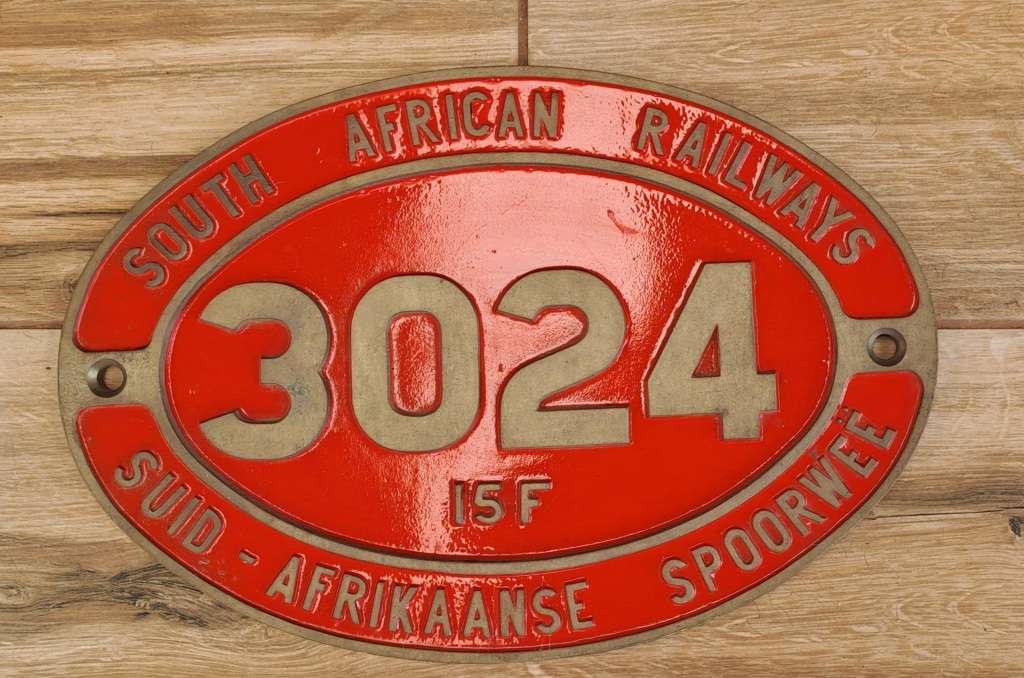 SOUTH AFRICAN RAILWAYS
3024
15F
SUID-AFRIKAANSE SPOORWEË